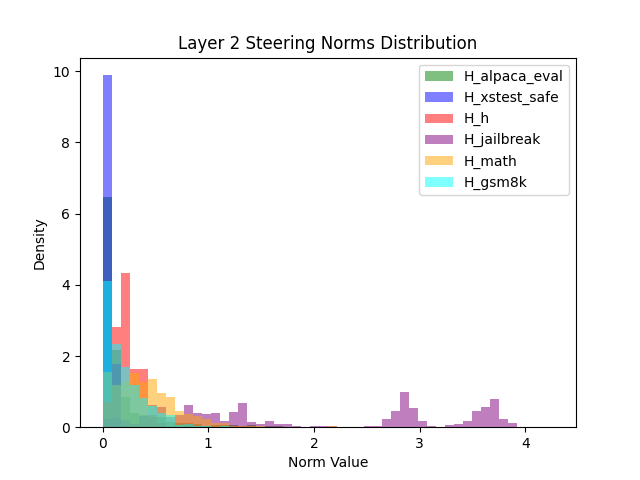 Layer 2 Steering Norms Distribution
H_alpaca_eval
H_xstest_safe
H_h
H_jailbreak
H_math
H_gsm8k
10
8
6
4
2
0
Density
0 1 2 3 4
Norm Value